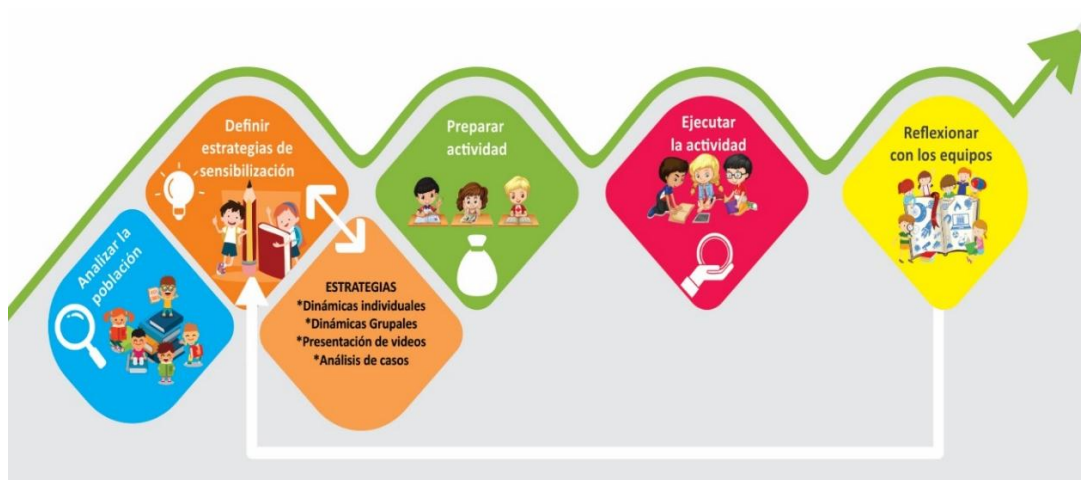 Analizar la
población
Definir
estrategias de
sensibilización
ESTRATEGIAS
*Dinámicas individuales
*Dinámicas Grupales
*Presentación de videos
*Análisis de casos
Preparar
actividad
Ejecutar
la actividad
Reflexionar
con los equipos